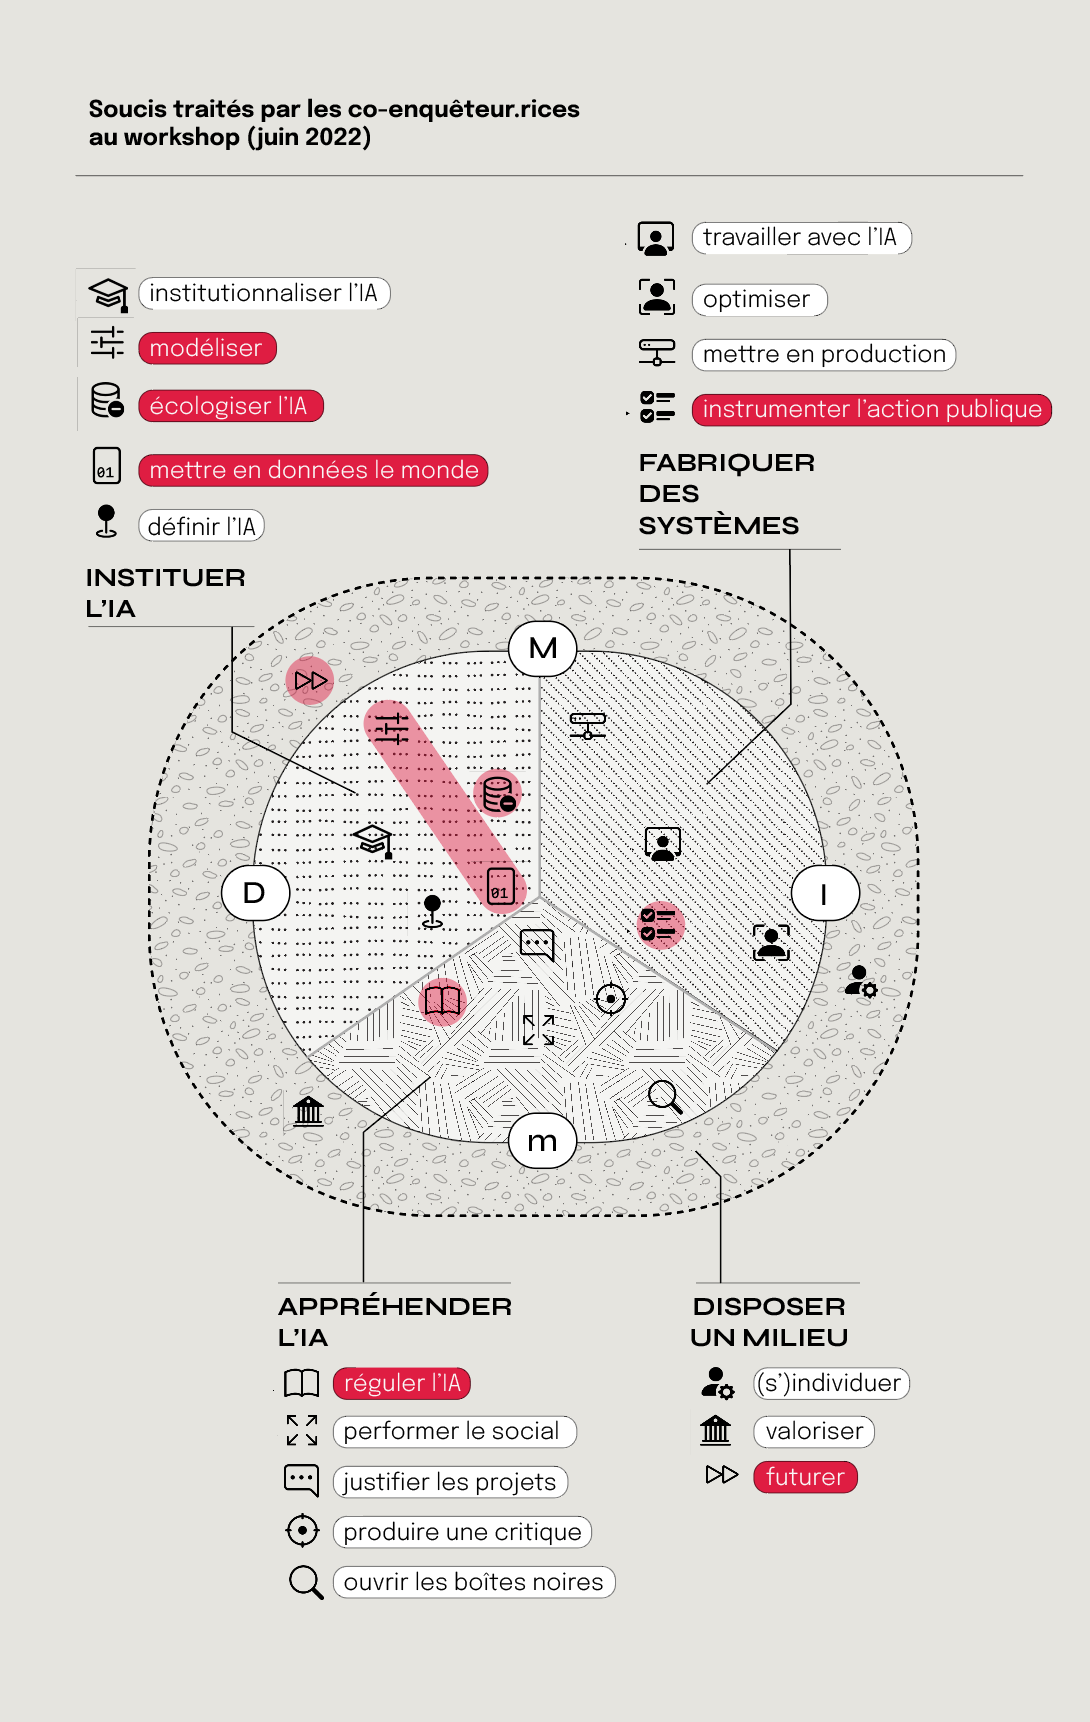 Soucis traités par les co-enquêteur.rices
au workshop (juin 2022)
institutionnaliser l'IA
modéliser
écologiser l'IA
01
mettre en données le monde
définir l'IA
INSTITUER
L'IA
travailler avec l'IA
optimiser
mettre en production
instrumenter l'action publique
FABRIQUER
DES
SYSTÈMES
M
D
I
01
m
APPRÉHENDER
L'IA
réguler l'IA
performer le social
justifier les projets
produire une critique
ouvrir les boîtes noires
DISPOSER
UN MILIEU
(s')individuer
valoriser
futurer